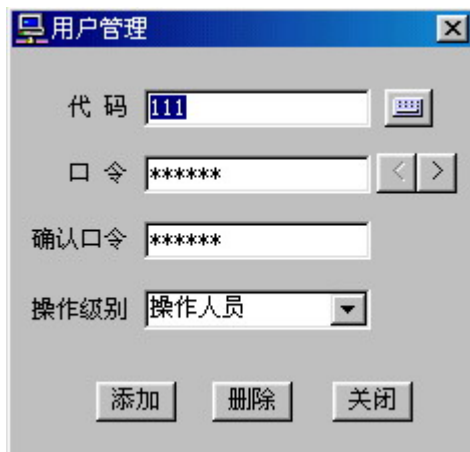 用户管理
代 码 111
口 令 ****** < >
确认口令 ******
操作级别 操作人员
添加 删除 关闭